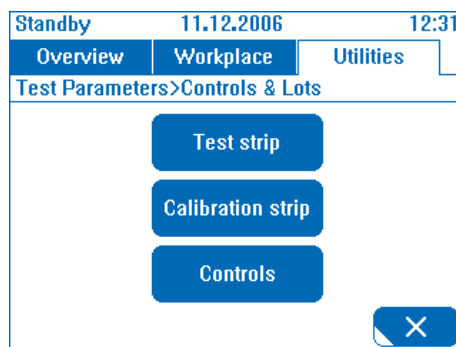 Standby 11.12.2006 12:31
Overview Workplace Utilities
Test Parameters>Controls & Lots
Test strip
Calibration strip
Controls